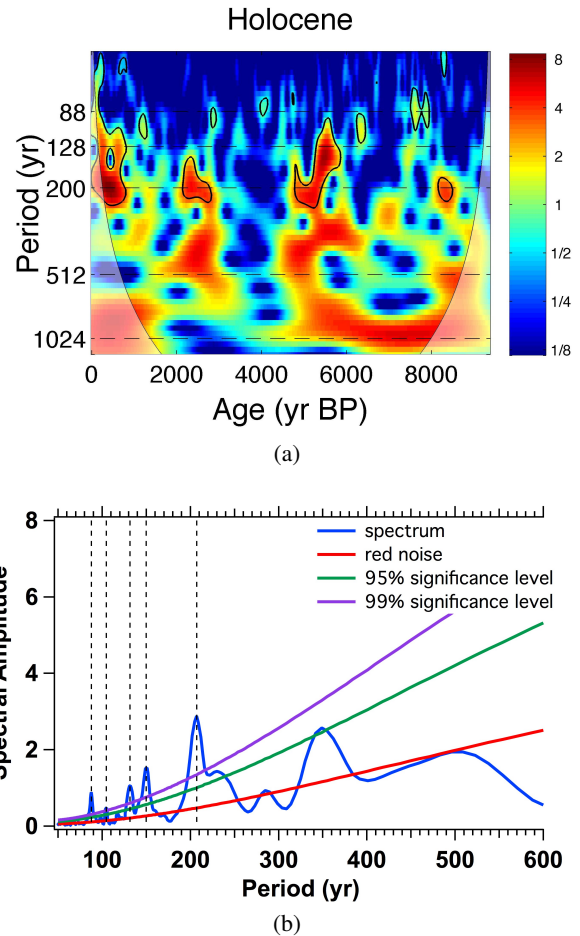 Holocene
8
88
4
128
2
Period (yr)
200
1
1/2
512
1/4
1024
1/8
0 2000 4000 6000 8000
Age (yr BP)
(a)
8
spectrum
red noise
6
95% significance level
99% significance level
Spectral Amplitude
4
2
0
100 200 300 400 500 600
Period (yr)
(b)